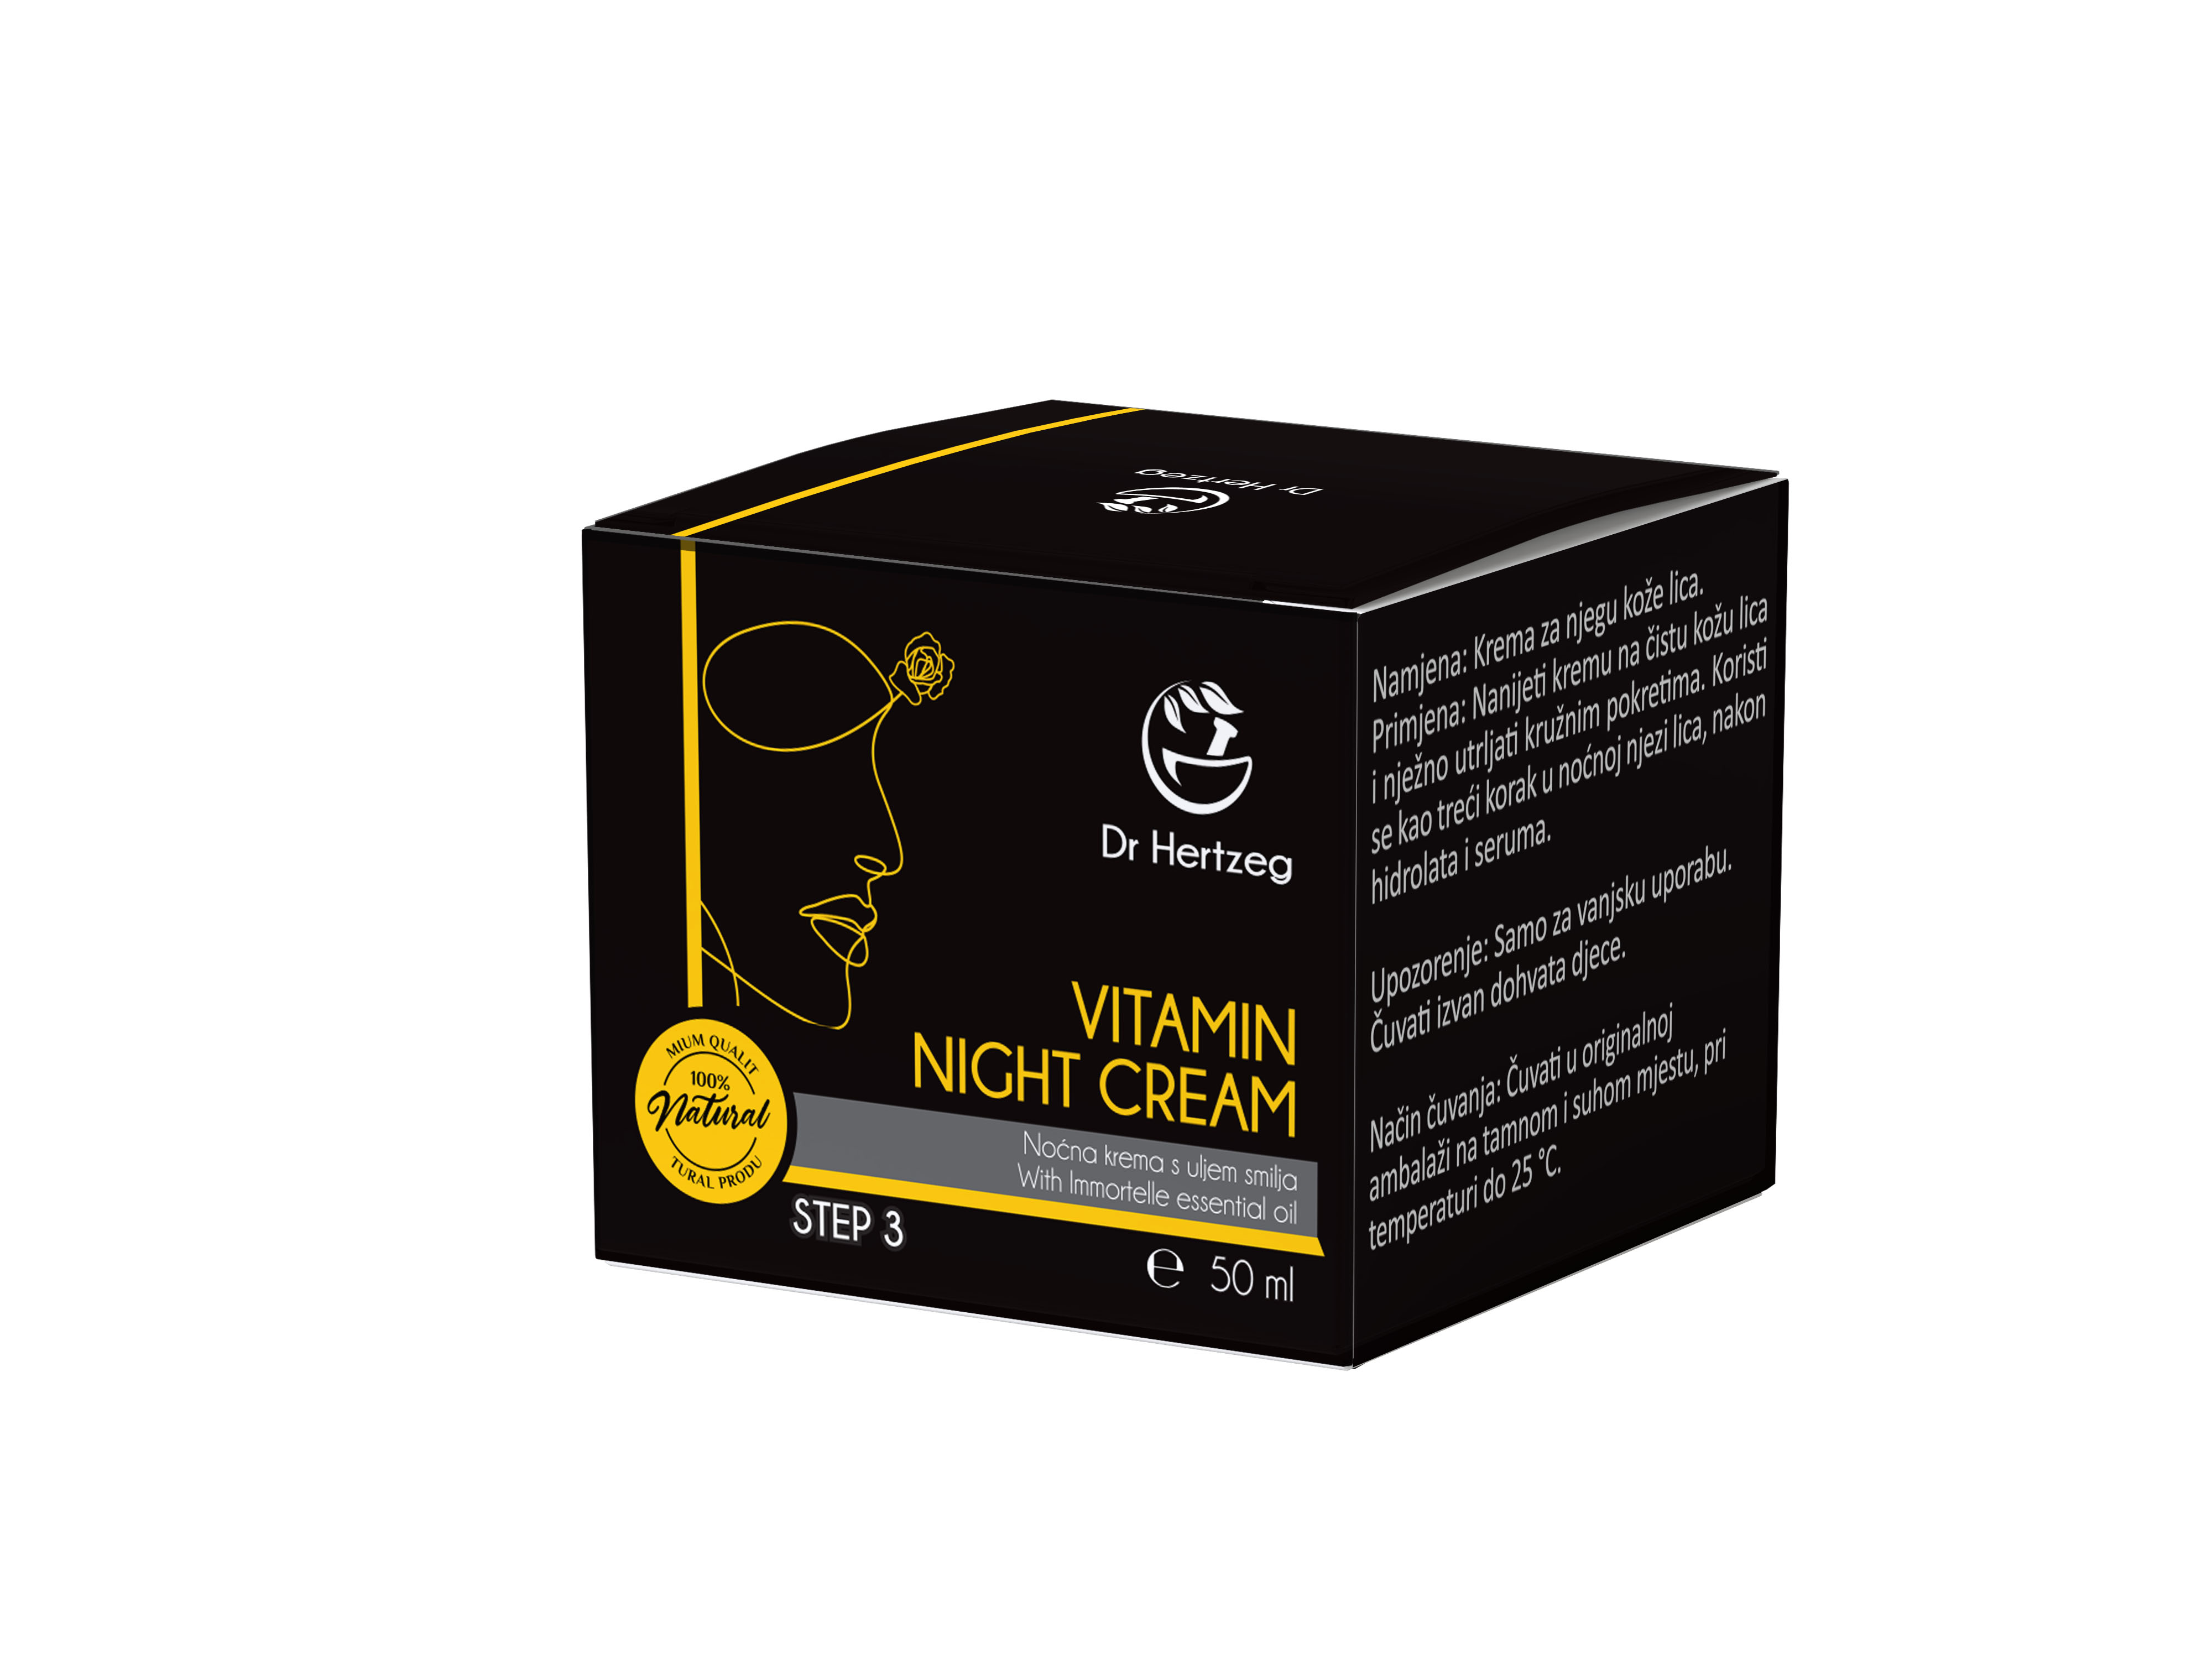 Dr Hertzeg
Dr Hertzeg
VITAMIN
NIGHT CREAM
Noćna krema s uljem smilja
With Immortelle essential oil
MIUM QUALIT
100%
Natural
TURAL PRODU
STEP 3
℮ 50 ml
Namjena: Krema za njegu kože lica.
Primjena: Nanijeti kremu na čistu kožu lica
i nježno utrljati kružnim pokretima. Koristi
se kao treći korak u noćnoj njezi lica, nakon
hidrolata i seruma.
Upozorenje: Samo za vanjsku uporabu.
Čuvati izvan dohvata djece.
Način čuvanja: Čuvati u originalnoj
ambalaži na tamnom i suhom mjestu, pri
temperaturi do 25 °C.